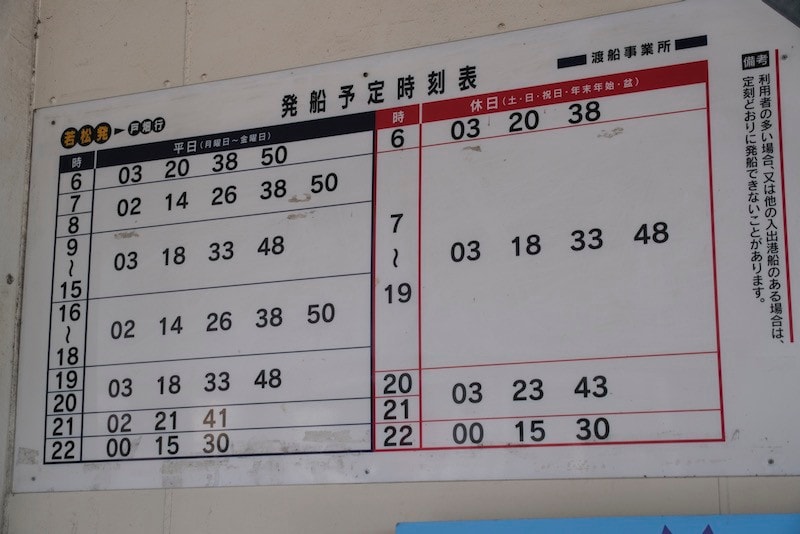 発船予定時刻表
渡船事業所
若松発 戸畑行
時 平日（月曜日～金曜日）
6 03 20 38 50
7
8
02 14 26 38 50
9
～
15
03 18 33 48
16
～
18
02 14 26 38 50
19
20
03 18 33 48
21 02 21 41
22 00 15 30
時 休日（土・日・祝日・年末年始・盆）
6 03 20 38
7
～
19
03 18 33 48
20
21
03 23 43
22 00 15 30
備考
利用者の多い場合、又は他の入出港船のある場合は、
定刻どおりに発船できないことがあります。